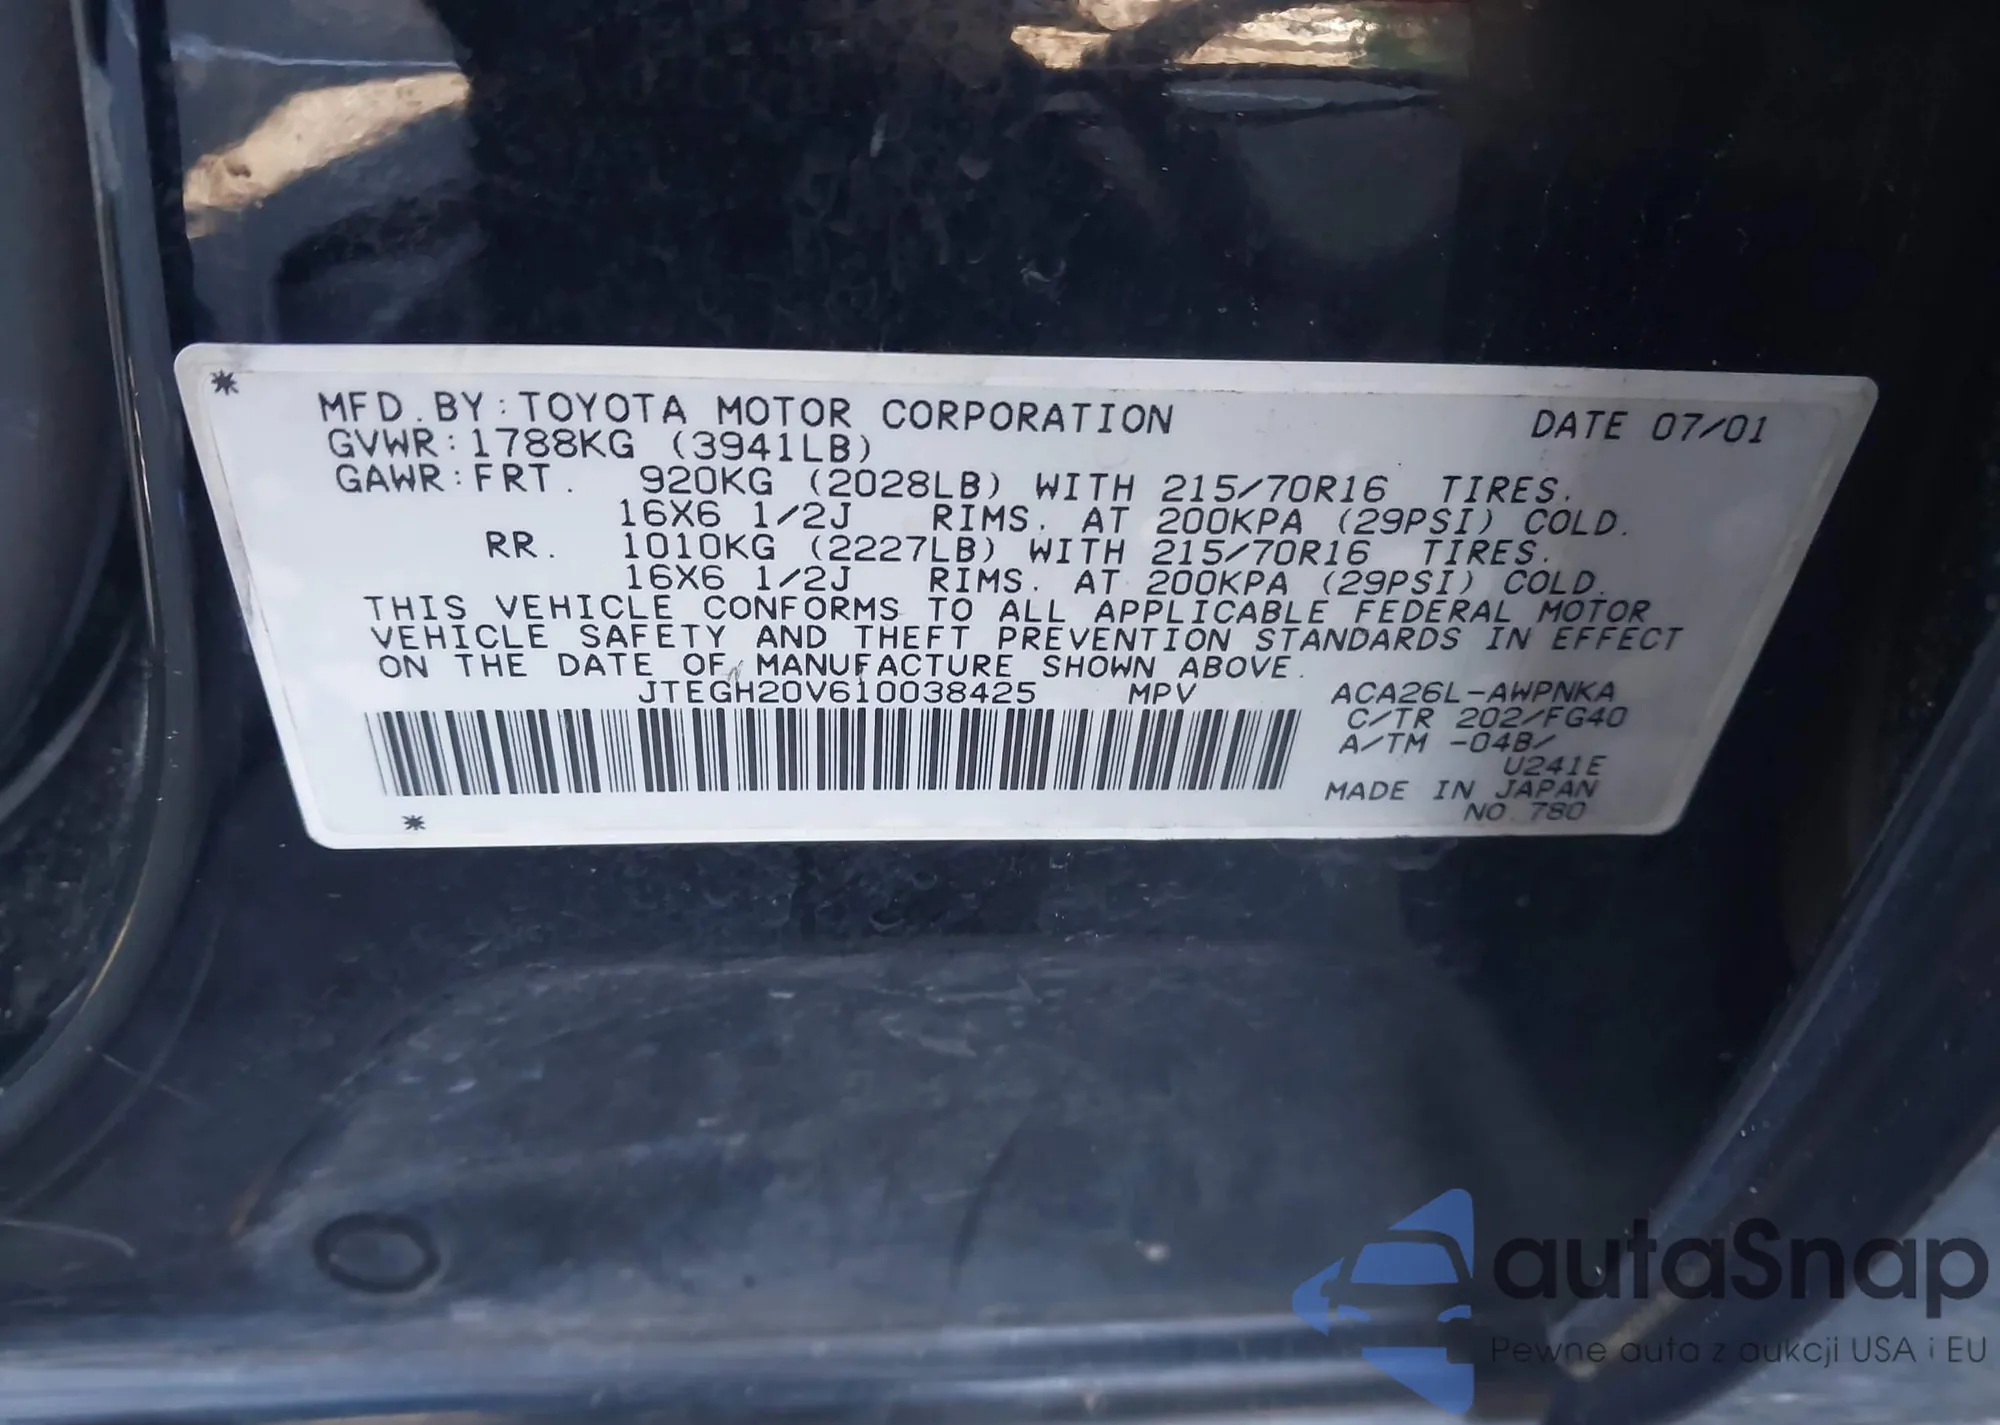 MFD.BY:TOYOTA MOTOR CORPORATION DATE 07/01
GVWR:1788KG (3941LB)
GAWR:FRT. 920KG (2028LB) WITH 215/70R16 TIRES.
16X6 1/2J RIMS. AT 200KPA (29PSI) COLD.
RR. 1010KG (2227LB) WITH 215/70R16 TIRES.
16X6 1/2J RIMS. AT 200KPA (29PSI) COLD.
THIS VEHICLE CONFORMS TO ALL APPLICABLE FEDERAL MOTOR
VEHICLE SAFETY AND THEFT PREVENTION STANDARDS IN EFFECT
ON THE DATE OF MANUFACTURE SHOWN ABOVE.
JTEGH20V610038425 MPV ACA26L-AWPNKA
C/TR 202/FG40
A/TM -04B/
U241E
MADE IN JAPAN
NO.780
autaSnap
Pewne auta z aukcji USA i EU